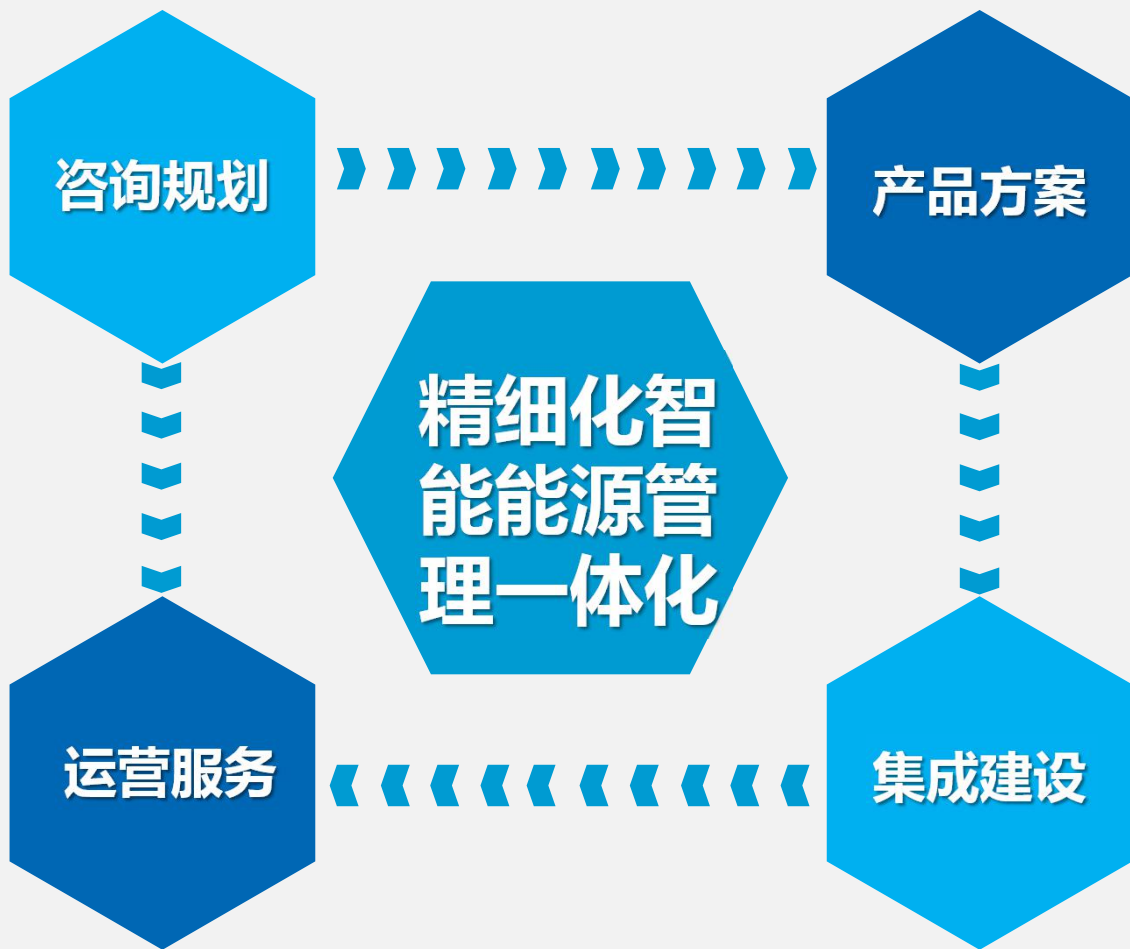 咨询规划
产品方案
精细化智
能能源管
理一体化
运营服务
集成建设